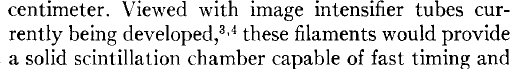 centimeter. Viewed with image intensifier tubes cur-
rently being developed,³,⁴ these filaments would provide
a solid scintillation chamber capable of fast timing and